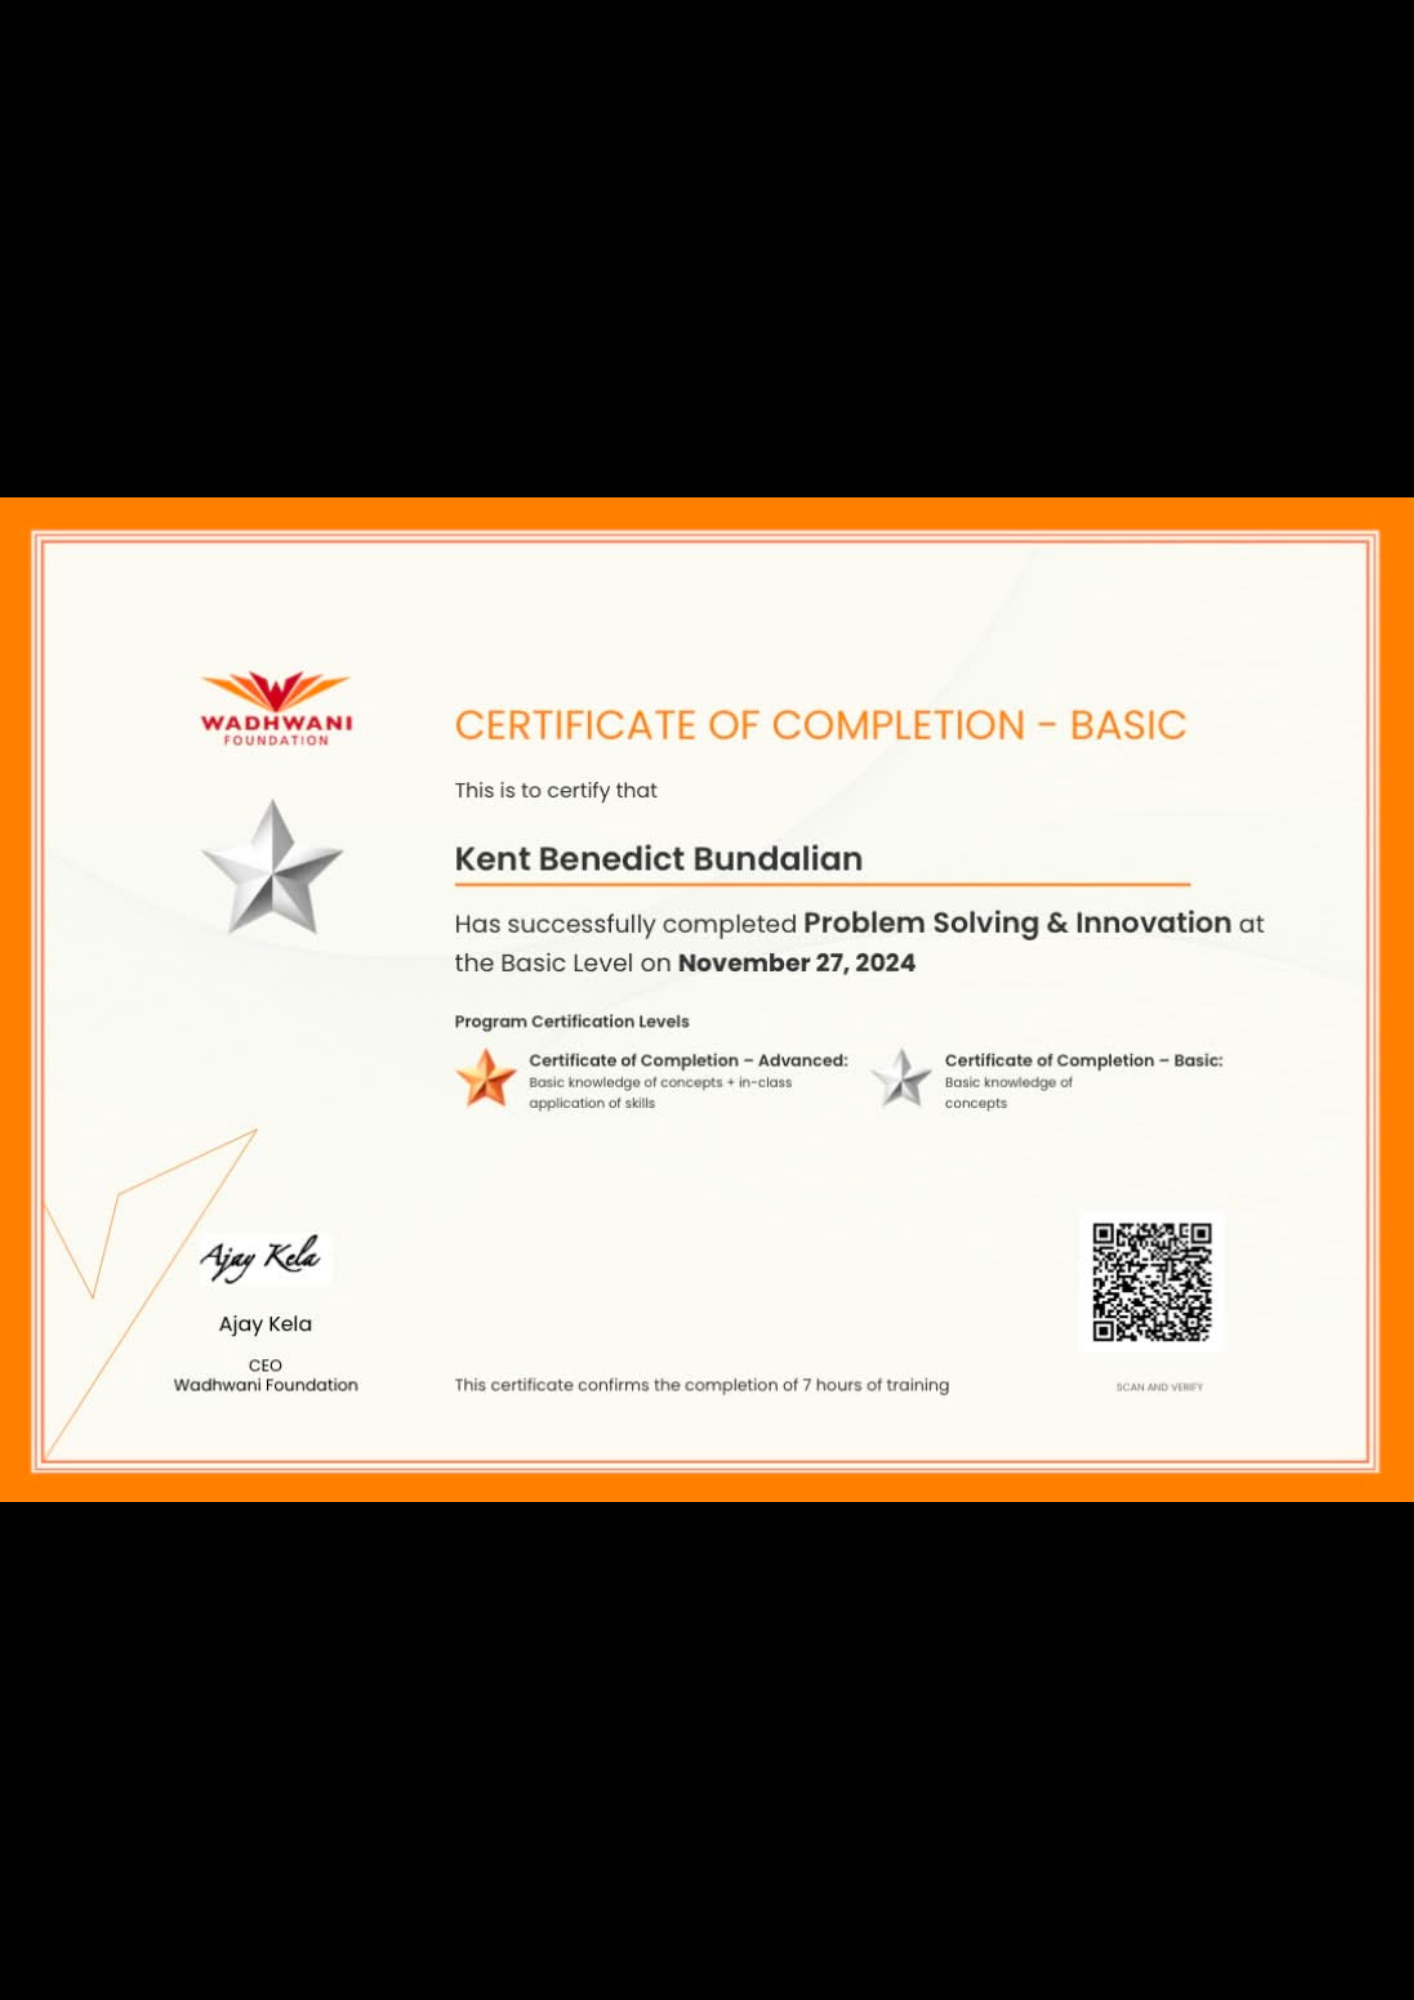 WADHWANI
FOUNDATION
CERTIFICATE OF COMPLETION - BASIC
This is to certify that
Kent Benedict Bundalian
Has successfully completed Problem Solving & Innovation at
the Basic Level on November 27, 2024
Program Certification Levels
Certificate of Completion – Advanced:
Basic knowledge of concepts + in-class
application of skills
Certificate of Completion – Basic:
Basic knowledge of
concepts
Ajay Kela
Ajay Kela
CEO
Wadhwani Foundation
This certificate confirms the completion of 7 hours of training
SCAN AND VERIFY